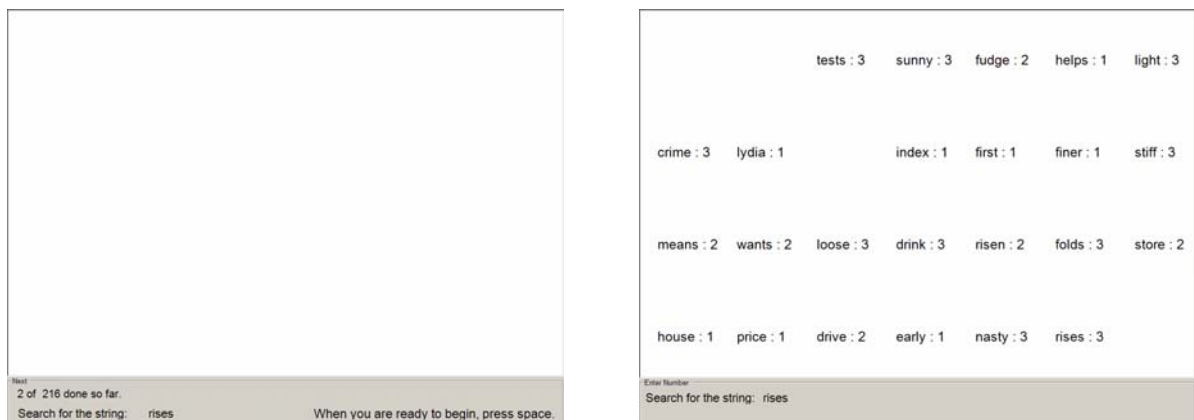 Next
2 of 216 done so far.
Search for the string: rises When you are ready to begin, press space.
tests : 3 sunny : 3 fudge : 2 helps : 1 light : 3
crime : 3 lydia : 1 index : 1 first : 1 finer : 1 stiff : 3
means : 2 wants : 2 loose : 3 drink : 3 risen : 2 folds : 3 store : 2
house : 1 price : 1 drive : 2 early : 1 nasty : 3 rises : 3
Enter Number
Search for the string: rises